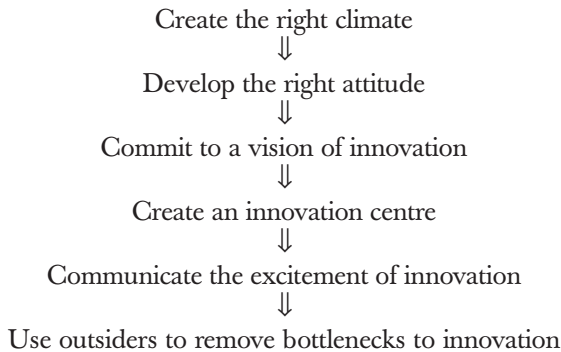 Create the right climate
⇓
Develop the right attitude
⇓
Commit to a vision of innovation
⇓
Create an innovation centre
⇓
Communicate the excitement of innovation
⇓
Use outsiders to remove bottlenecks to innovation